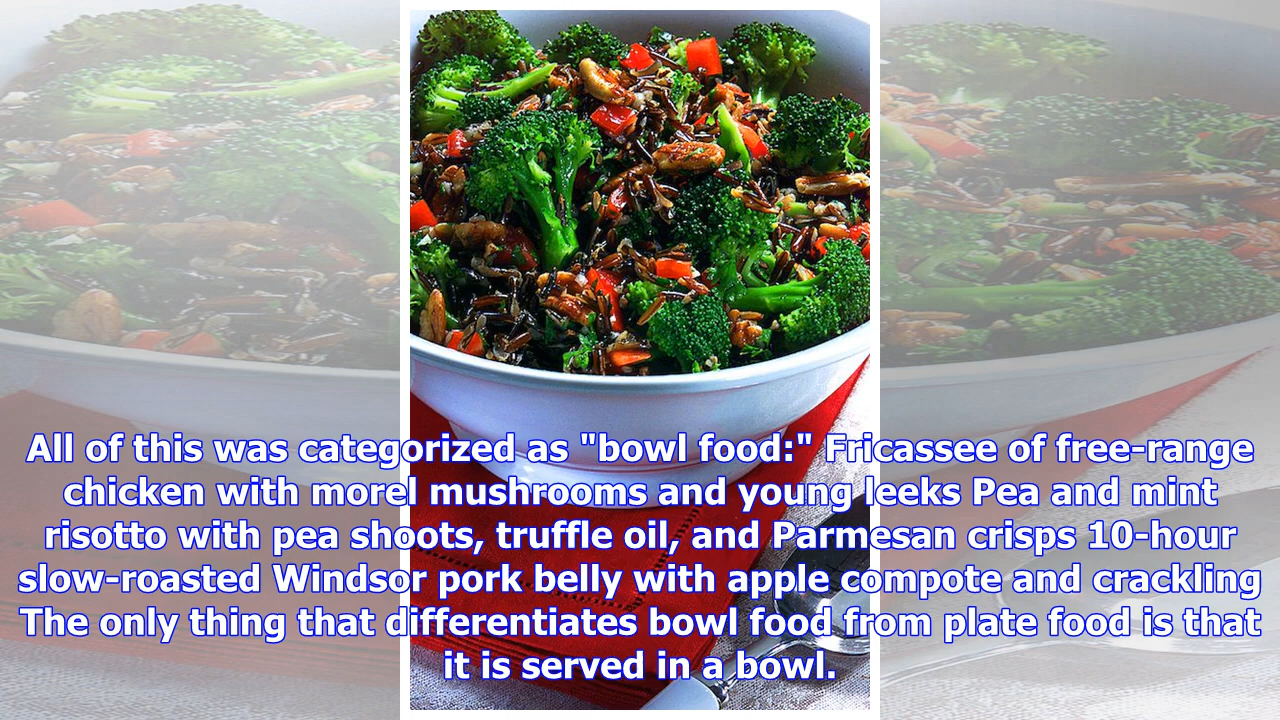 All of this was categorized as "bowl food:" Fricassee of free-range
chicken with morel mushrooms and young leeks Pea and mint
risotto with pea shoots, truffle oil, and Parmesan crisps 10-hour
slow-roasted Windsor pork belly with apple compote and crackling
The only thing that differentiates bowl food from plate food is that
it is served in a bowl.